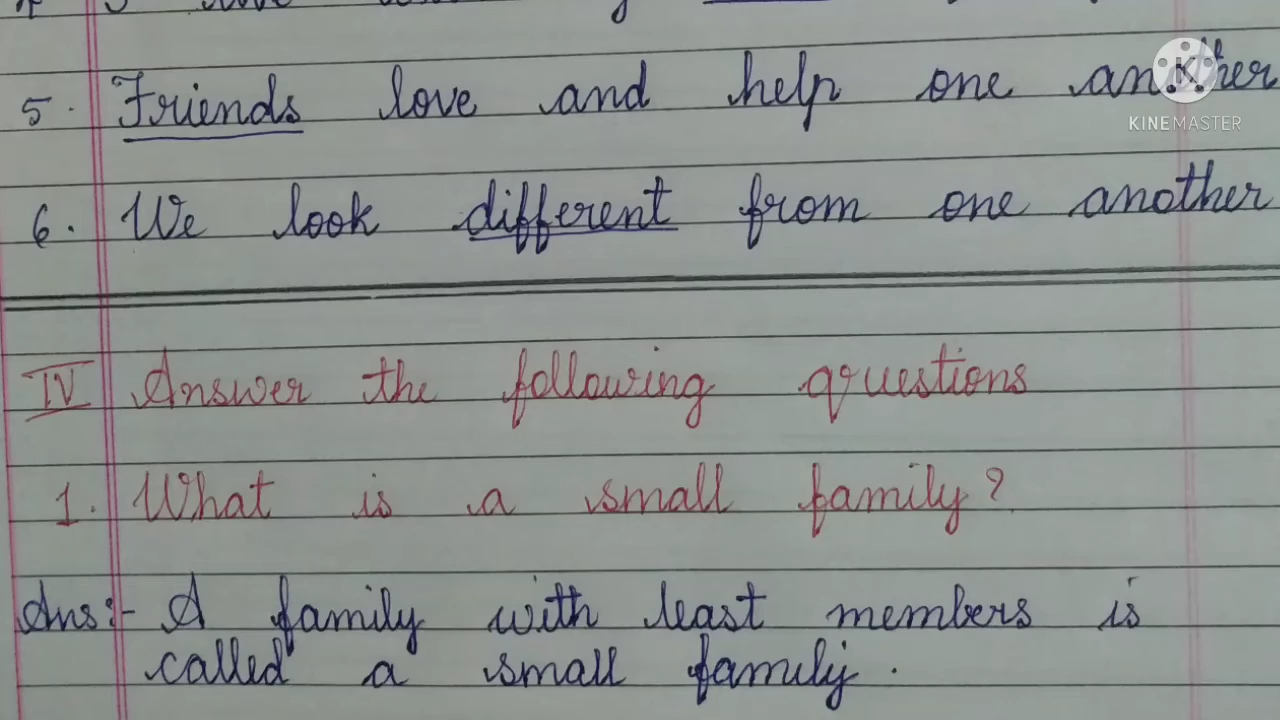 5. Friends love and help one another
KINEMASTER
6. We look different from one another
IV Answer the following questions
1. What is a small family?
Ans:- A family with least members is
called a small family.